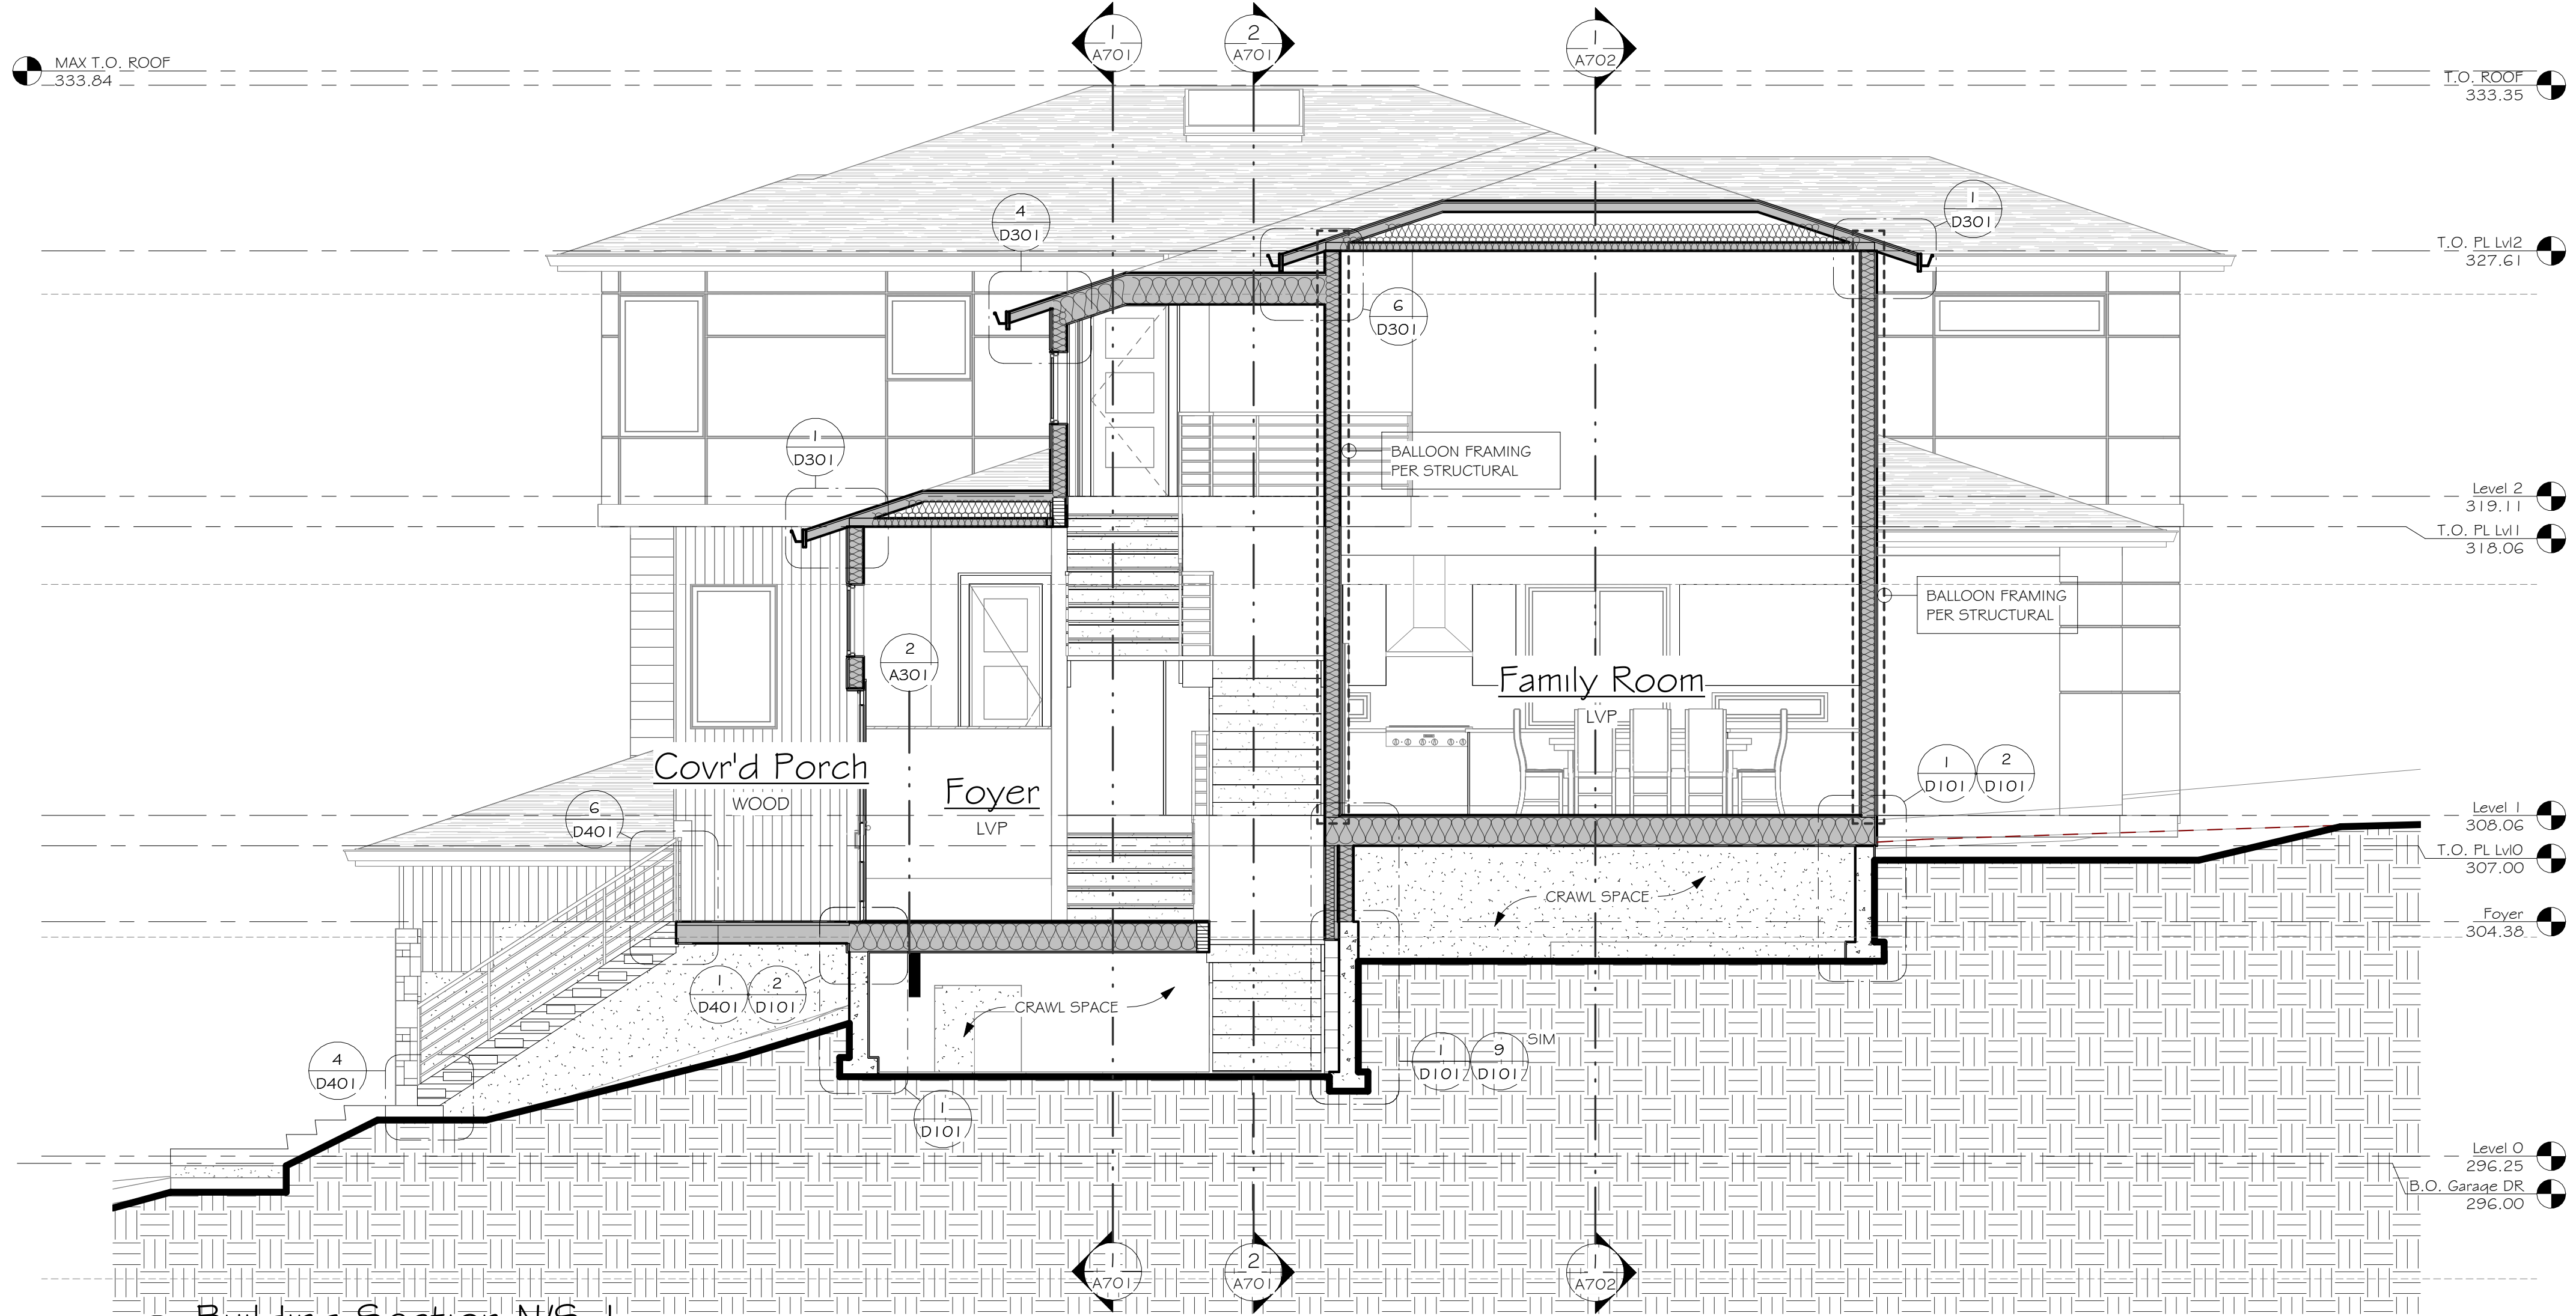 1
A701
2
A701
1
A702
MAX T.O. ROOF
333.84
T.O. ROOF
333.35
4
D301
1
D301
T.O. PL Lvl2
327.61
6
D301
1
D301
BALLOON FRAMING
PER STRUCTURAL
Level 2
319.11
T.O. PL Lvl1
318.06
BALLOON FRAMING
PER STRUCTURAL
2
A301
Family Room
LVP
Covr'd Porch
WOOD
Foyer
LVP
6
D401
1
D101
2
D101
Level 1
308.06
T.O. PL Lvl0
307.00
CRAWL SPACE
Foyer
304.38
1
D401
2
D101
CRAWL SPACE
4
D401
1
D101
9
D101
SIM
1
D101
Level 0
296.25
B.O. Garage DR
296.00
1
A701
2
A701
1
A702
Building Section N/S 1